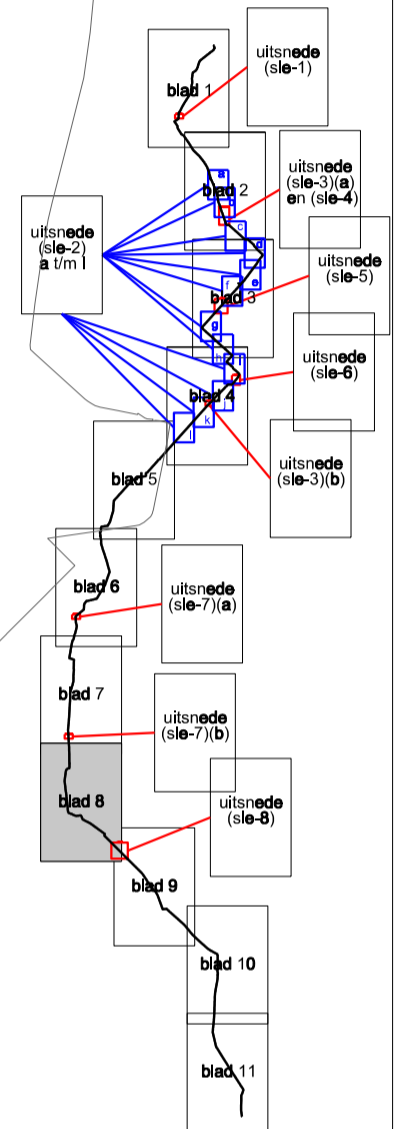 uitsnede
(sle-1)
blad 1
a
blad 2
b
uitsnede
(sle-3)(a)
en (sle-4)
c
uitsnede
(sle-2)
a t/m l
d
uitsnede
(sle-5)
e
f
blad 3
g
h
i
uitsnede
(sle-6)
blad 4
j
k
l
uitsnede
(sle-3)(b)
blad 5
blad 6
uitsnede
(sle-7)(a)
blad 7
uitsnede
(sle-7)(b)
blad 8
uitsnede
(sle-8)
blad 9
blad 10
blad 11